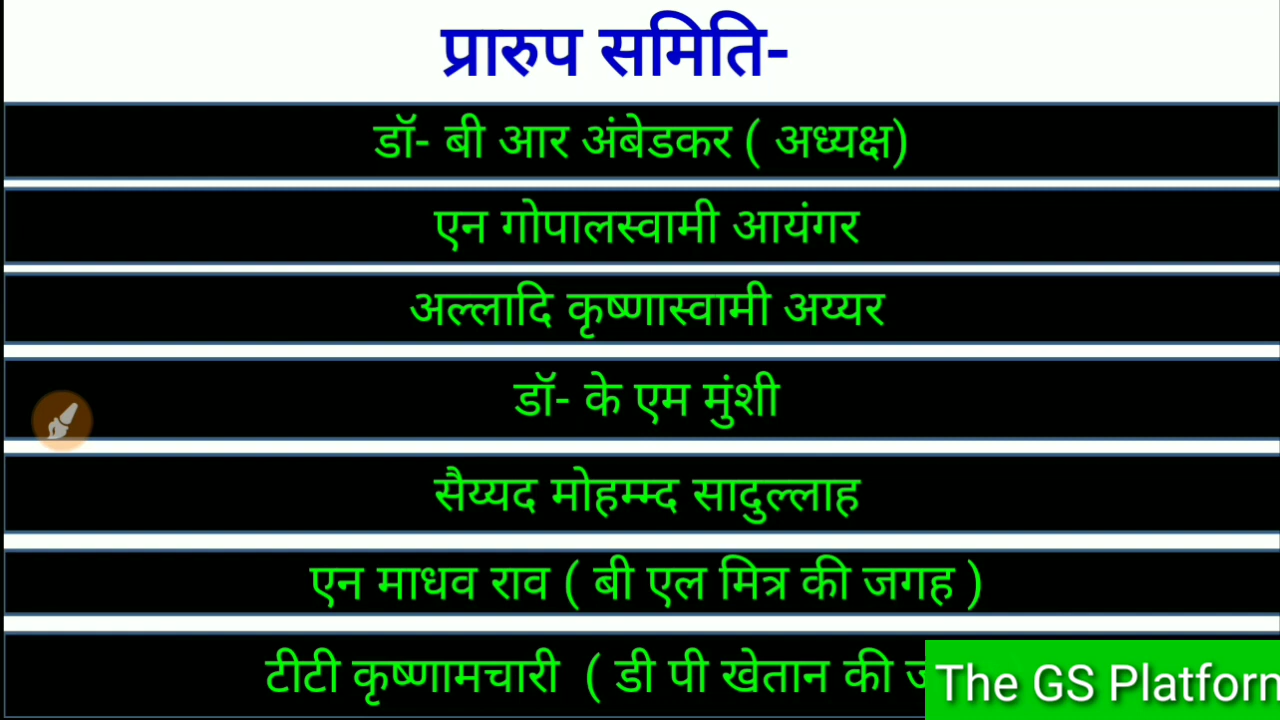 प्रारुप समिति-
डॉ- बी आर अंबेडकर ( अध्यक्ष)
एन गोपालस्वामी आयंगर
अल्लादि कृष्णास्वामी अय्यर
डॉ- के एम मुंशी
सैय्यद मोहम्म्द सादुल्लाह
एन माधव राव ( बी एल मित्र की जगह )
टीटी कृष्णामचारी ( डी पी खेतान की
The GS Platform